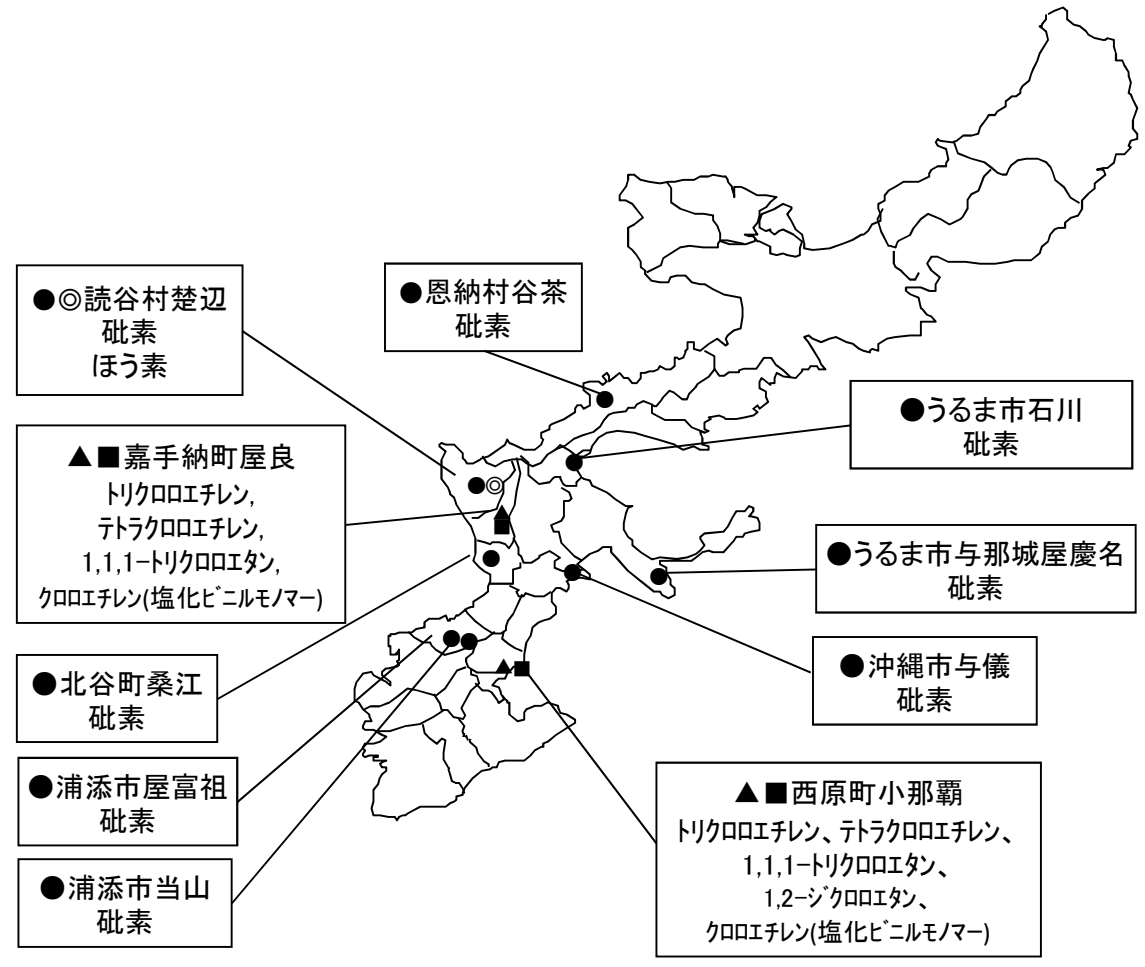 ●◎読谷村楚辺
砒素
ほう素
●恩納村谷茶
砒素
●うるま市石川
砒素
▲■嘉手納町屋良
ﾄﾘｸﾛﾛｴﾁﾚﾝ,
ﾃﾄﾗｸﾛﾛｴﾁﾚﾝ,
1,1,1−ﾄﾘｸﾛﾛｴﾀﾝ,
ｸﾛﾛｴﾁﾚﾝ(塩化ﾋﾞﾆﾙﾓﾉﾏｰ)
●うるま市与那城屋慶名
砒素
●北谷町桑江
砒素
●沖縄市与儀
砒素
●浦添市屋富祖
砒素
▲■西原町小那覇
ﾄﾘｸﾛﾛｴﾁﾚﾝ、ﾃﾄﾗｸﾛﾛｴﾁﾚﾝ、
1,1,1−ﾄﾘｸﾛﾛｴﾀﾝ、
1,2−ｼﾞｸﾛﾛｴﾀﾝ、
ｸﾛﾛｴﾁﾚﾝ(塩化ﾋﾞﾆﾙﾓﾉﾏｰ)
●浦添市当山
砒素